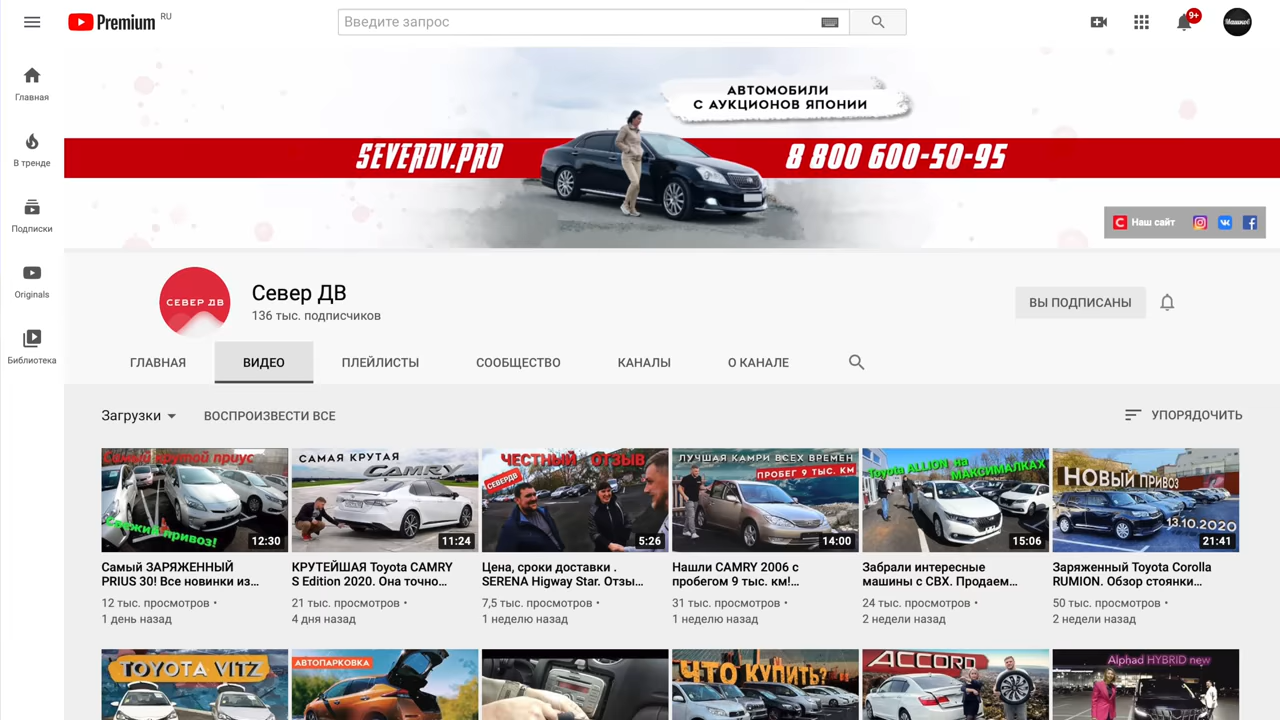 Premium RU
Введите запрос
9+
Машков
Главная
В тренде
Подписки
Originals
Библиотека
АВТОМОБИЛИ
С АУКЦИОНОВ ЯПОНИИ
SEVERDV.PRO
8 800 600-50-95
Наш сайт
СЕВЕР ДВ
Север ДВ
136 тыс. подписчиков
ВЫ ПОДПИСАНЫ
ГЛАВНАЯ
ВИДЕО
ПЛЕЙЛИСТЫ
СООБЩЕСТВО
КАНАЛЫ
О КАНАЛЕ
Загрузки
ВОСПРОИЗВЕСТИ ВСЕ
УПОРЯДОЧИТЬ
Самый крутой приус
Свежий привоз!
12:30
Самый ЗАРЯЖЕННЫЙ
PRIUS 30! Все новинки из…
12 тыс. просмотров •
1 день назад
САМАЯ КРУТАЯ
CAMRY
11:24
КРУТЕЙШАЯ Toyota CAMRY
S Edition 2020. Она точно…
21 тыс. просмотров •
4 дня назад
ЧЕСТНЫЙ ОТЗЫВ
СЕВЕРДВ
5:26
Цена, сроки доставки .
SERENA Higway Star. Отзы…
7,5 тыс. просмотров •
1 неделю назад
ЛУЧШАЯ КАМРИ ВСЕХ ВРЕМЕН
ПРОБЕГ 9 ТЫС. КМ
14:00
Нашли CAMRY 2006 с
пробегом 9 тыс. км!…
31 тыс. просмотров •
1 неделю назад
Toyota ALLION на
МАКСИМАЛКАХ
15:06
Забрали интересные
машины с СВХ. Продаем…
24 тыс. просмотров •
2 недели назад
НОВЫЙ ПРИВОЗ
13.10.2020
21:41
Заряженный Toyota Corolla
RUMION. Обзор стоянки…
50 тыс. просмотров •
2 недели назад
TOYOTA VITZ
АВТОПАРКОВКА
ЧТО КУПИТЬ?
ACCORD
Alphad HYBRID new